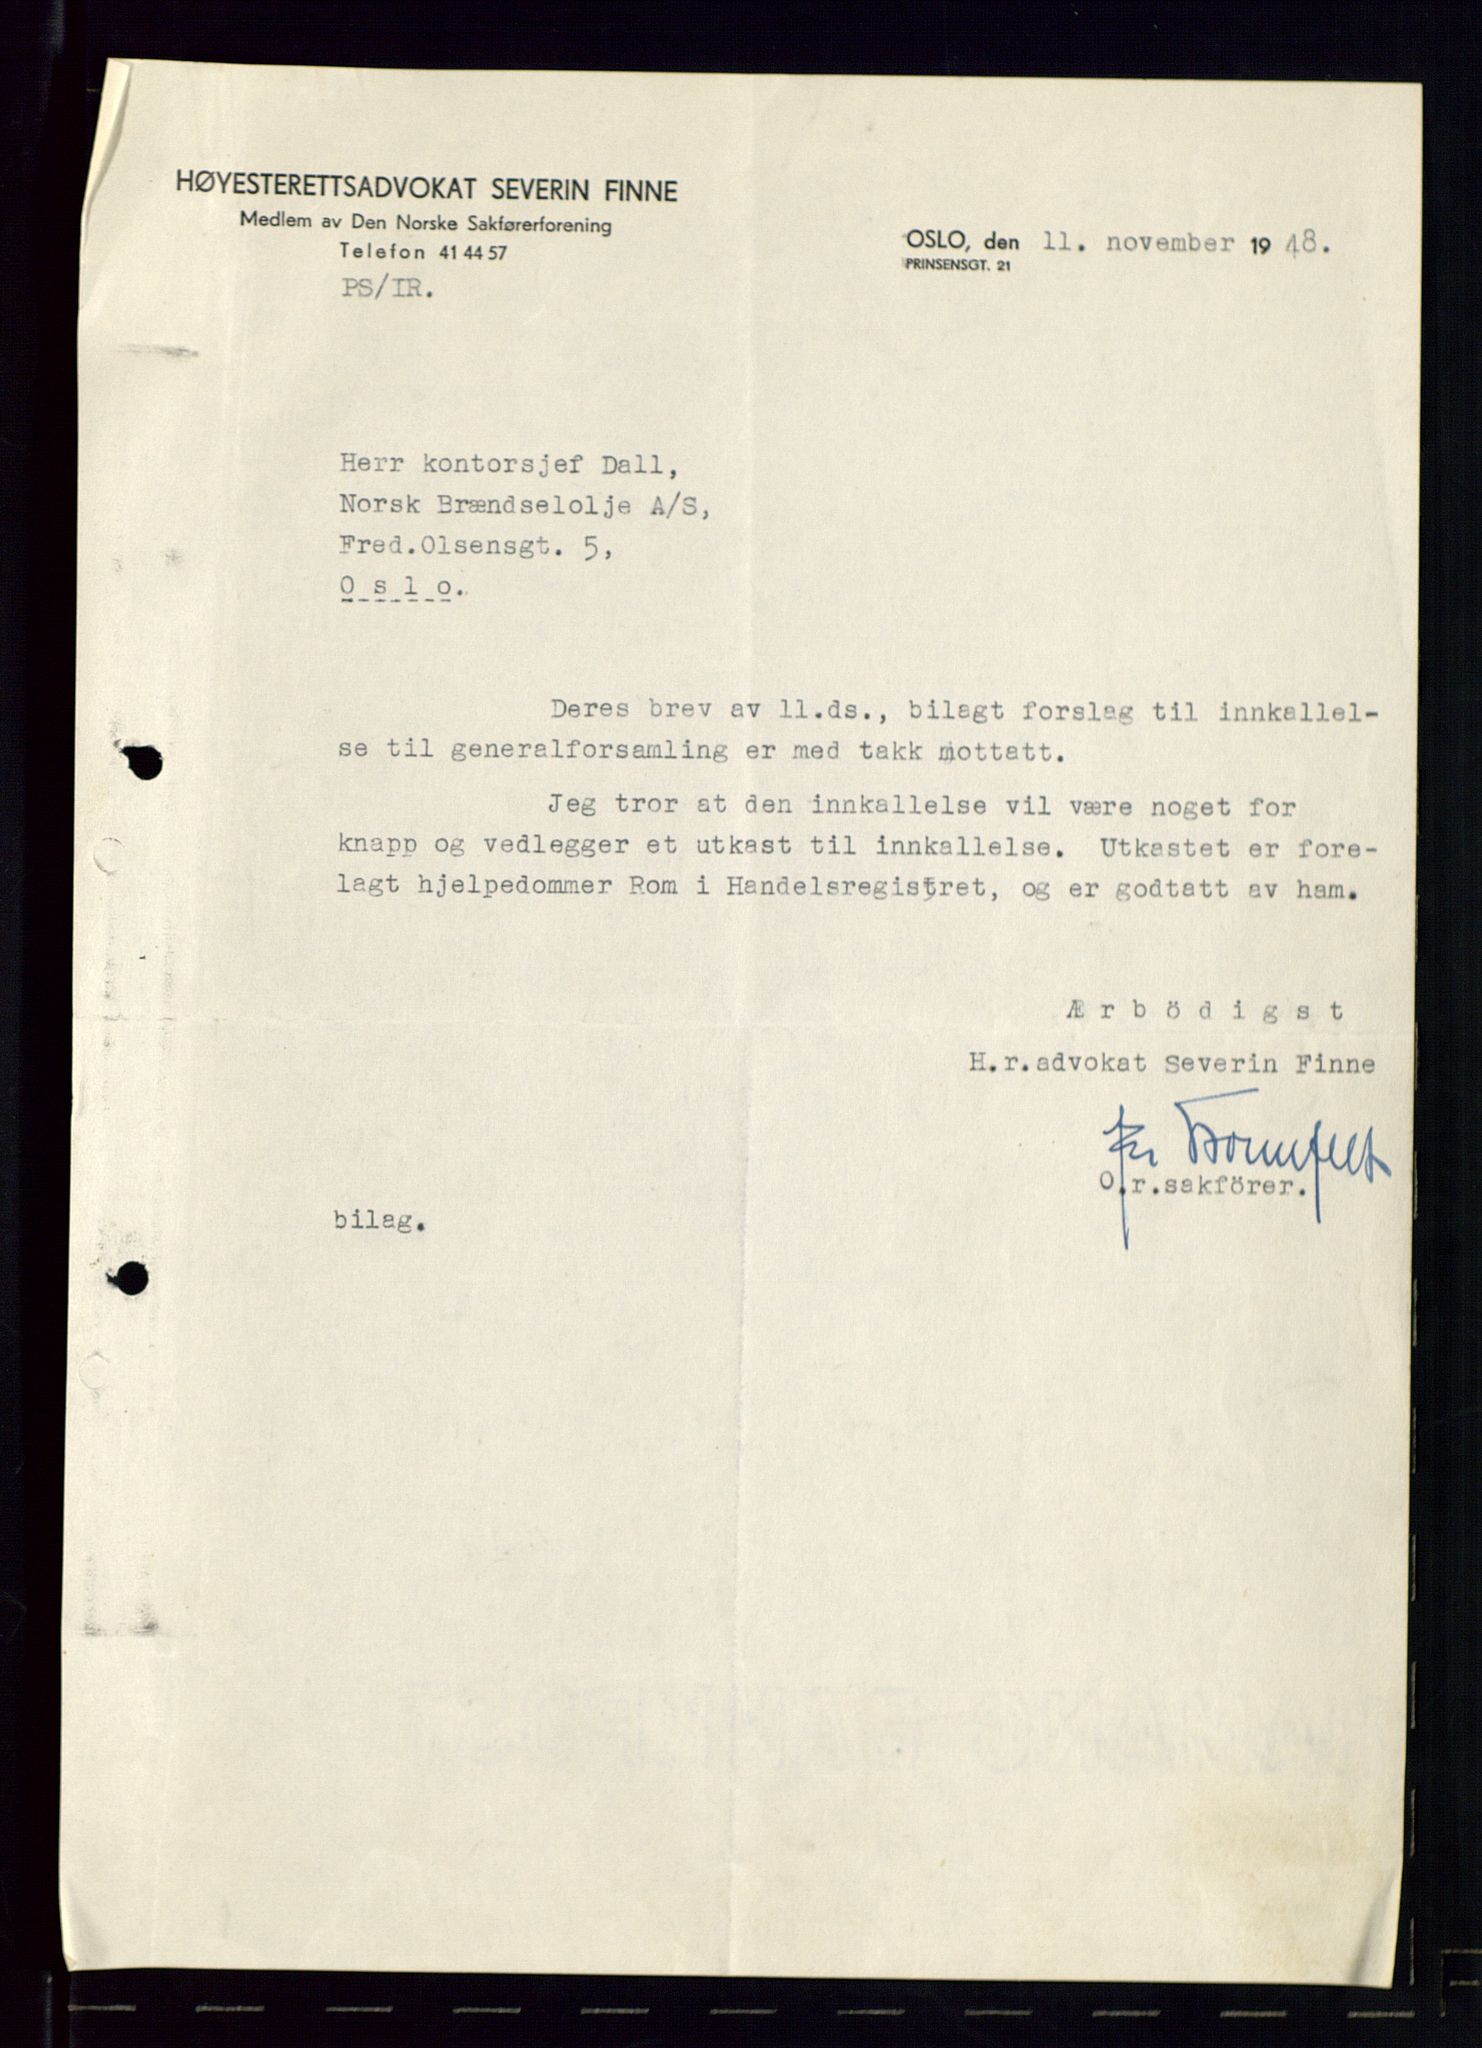 HØYESTERETTSADVOKAT SEVERIN FINNE
Medlem av Den Norske Sakførerforening
Telefon 41 44 57
PS/IR.
OSLO, den 11. november 1948.
PRINSENSGT. 21
Herr kontorsjef Dall,
Norsk Brændselolje A/S,
Fred.Olsensgt. 5,
O s l o.
Deres brev av 11.ds., bilagt forslag til innkallel-
se til generalforsamling er med takk mottatt.
Jeg tror at den innkallelse vil være noget for
knapp og vedlegger et utkast til innkallelse. Utkastet er fore-
lagt hjelpedommer Rom i Handelsregistret, og er godtatt av ham.
Æ r b ö d i g s t
H.r.advokat Severin Finne
O.r.sakförer.
bilag.